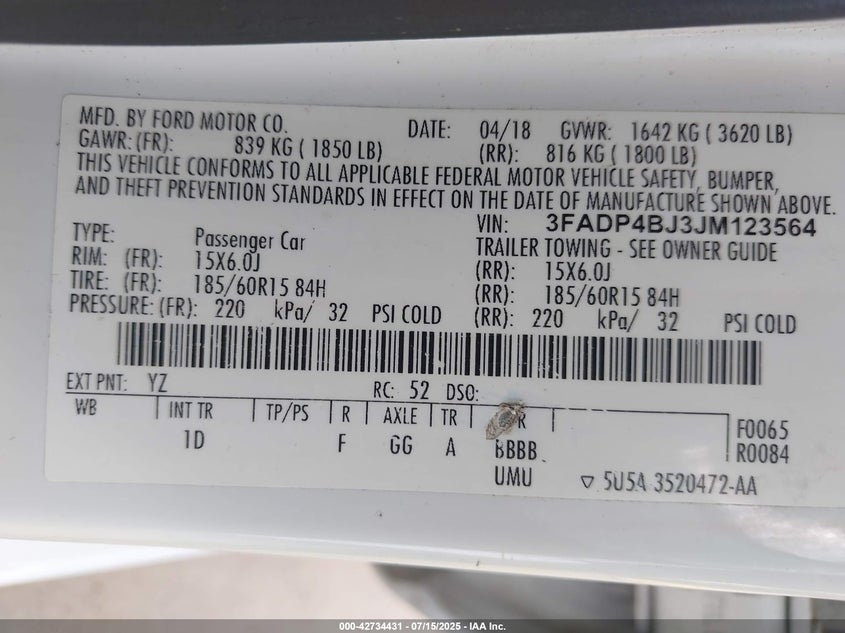 MFD. BY FORD MOTOR CO. DATE: 04/18 GVWR: 1642 KG ( 3620 LB)
GAWR: (FR): 839 KG ( 1850 LB) (RR): 816 KG ( 1800 LB)
THIS VEHICLE CONFORMS TO ALL APPLICABLE FEDERAL MOTOR VEHICLE SAFETY, BUMPER,
AND THEFT PREVENTION STANDARDS IN EFFECT ON THE DATE OF MANUFACTURE SHOWN ABOVE.
VIN: 3FADP4BJ3JM123564
TYPE: Passenger Car TRAILER TOWING - SEE OWNER GUIDE
RIM: (FR): 15X6.0J (RR): 15X6.0J
TIRE: (FR): 185/60R15 84H (RR): 185/60R15 84H
PRESSURE: (FR): 220 kPa/ 32 PSI COLD (RR): 220 kPa/ 32 PSI COLD
EXT PNT: YZ RC: 52 DSO:
WB INT TR TP/PS R AXLE TR R F0065
1D F GG A BBBB R0084
UMU ▽ 5U5A 3520472-AA
000-42734431 - 07/15/2025 - IAA Inc.